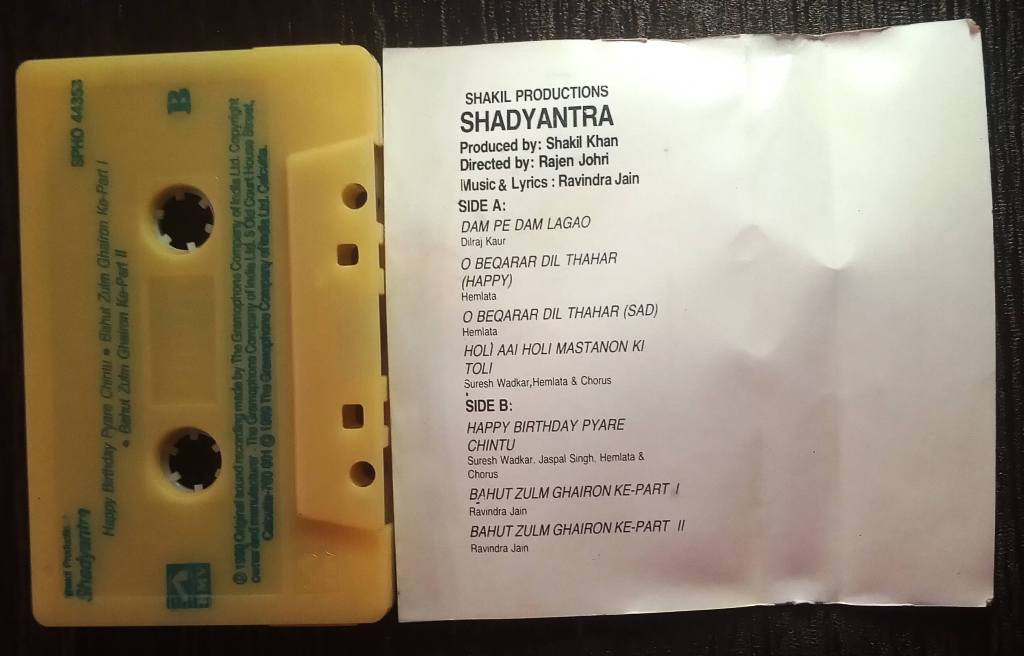 SPHO 44353
B
Shakil Products
Shadyantra
Happy Birthday Pyare Chintu • Bahut Zulm Ghairon Ke-Part I
• Bahut Zulm Ghairon Ke-Part II
HMV
Original sound recording made by The Gramophone Company of India Ltd. Copyright
owner and manufacturer : The Gramophone Company of India Ltd. 5 Old Court House Street,
Calcutta-700 001 The Gramophone Company of India Ltd. Calcutta.
SHAKIL PRODUCTIONS
SHADYANTRA
Produced by: Shakil Khan
Directed by: Rajen Johri
Music & Lyrics : Ravindra Jain
SIDE A:
DAM PE DAM LAGAO
Dilraj Kaur
O BEQARAR DIL THAHAR
(HAPPY)
Hemlata
O BEQARAR DIL THAHAR (SAD)
Hemlata
HOLI AAI HOLI MASTANON KI
TOLI
Suresh Wadkar,Hemlata & Chorus
SIDE B:
HAPPY BIRTHDAY PYARE
CHINTU
Suresh Wadkar, Jaspal Singh, Hemlata &
Chorus
BAHUT ZULM GHAIRON KE-PART I
Ravindra Jain
BAHUT ZULM GHAIRON KE-PART II
Ravindra Jain